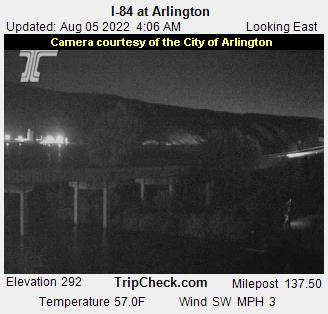 I-84 at Arlington
Updated: Aug 05 2022 4:06 AM Looking East
Camera courtesy of the City of Arlington
Elevation 292 TripCheck.com Milepost 137.50
Temperature 57.0F Wind SW MPH 3